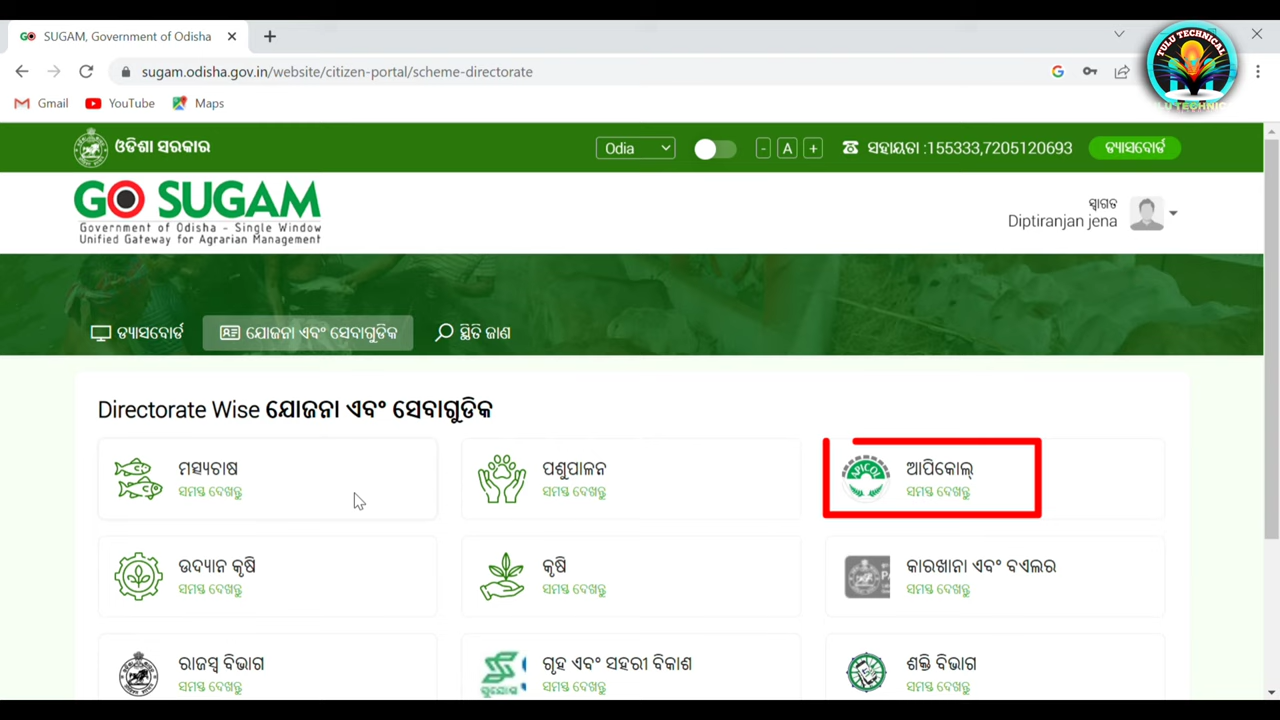 SUGAM, Government of Odisha
TULU TECHNICAL
sugam.odisha.gov.in/website/citizen-portal/scheme-directorate
Gmail YouTube Maps
ଓଡିଶା ସରକାର Odia - A + ସହାୟତା :155333,7205120693 ଡ୍ୟାସବୋର୍ଡ
GO SUGAM
Government of Odisha - Single Window
Unified Gateway for Agrarian Management
ସ୍ୱାଗତ
Diptiranjan jena
ଡ୍ୟାସବୋର୍ଡ ଯୋଜନା ଏବଂ ସେବାଗୁଡିକ ସ୍ଥିତି ଜାଣ
Directorate Wise ଯୋଜନା ଏବଂ ସେବାଗୁଡିକ
ମତ୍ସ୍ୟଚାଷ
ସମସ୍ତ ଦେଖନ୍ତୁ
ପଶୁପାଳନ
ସମସ୍ତ ଦେଖନ୍ତୁ
APICOL
ଆପିକୋଲ୍
ସମସ୍ତ ଦେଖନ୍ତୁ
ଉଦ୍ୟାନ କୃଷି
ସମସ୍ତ ଦେଖନ୍ତୁ
କୃଷି
ସମସ୍ତ ଦେଖନ୍ତୁ
କାରଖାନା ଏବଂ ବଏଲର
ସମସ୍ତ ଦେଖନ୍ତୁ
ରାଜସ୍ୱ ବିଭାଗ
ସମସ୍ତ ଦେଖନ୍ତୁ
ଗୃହ ଏବଂ ସହରୀ ବିକାଶ
ସମସ୍ତ ଦେଖନ୍ତୁ
ଶକ୍ତି ବିଭାଗ
ସମସ୍ତ ଦେଖନ୍ତୁ